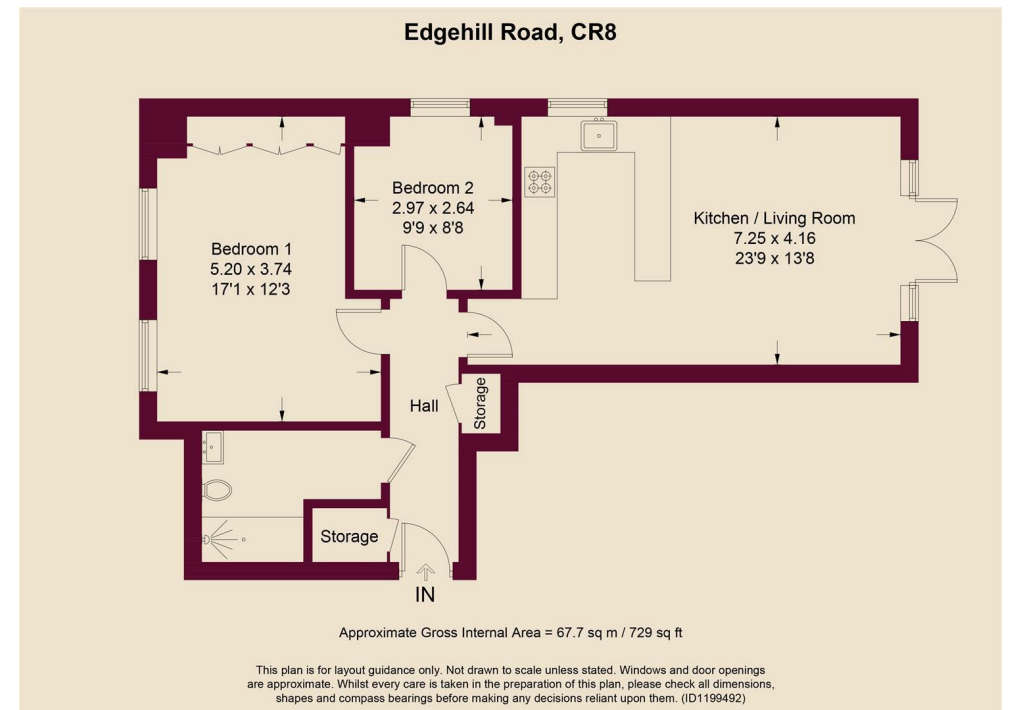 Edgehill Road, CR8
Bedroom 2
2.97 x 2.64
9'9 x 8'8
Kitchen / Living Room
7.25 x 4.16
23'9 x 13'8
Bedroom 1
5.20 x 3.74
17'1 x 12'3
Hall
Storage
Storage
IN
Approximate Gross Internal Area = 67.7 sq m / 729 sq ft
This plan is for layout guidance only. Not drawn to scale unless stated. Windows and door openings
are approximate. Whilst every care is taken in the preparation of this plan, please check all dimensions,
shapes and compass bearings before making any decisions reliant upon them. (ID1199492)